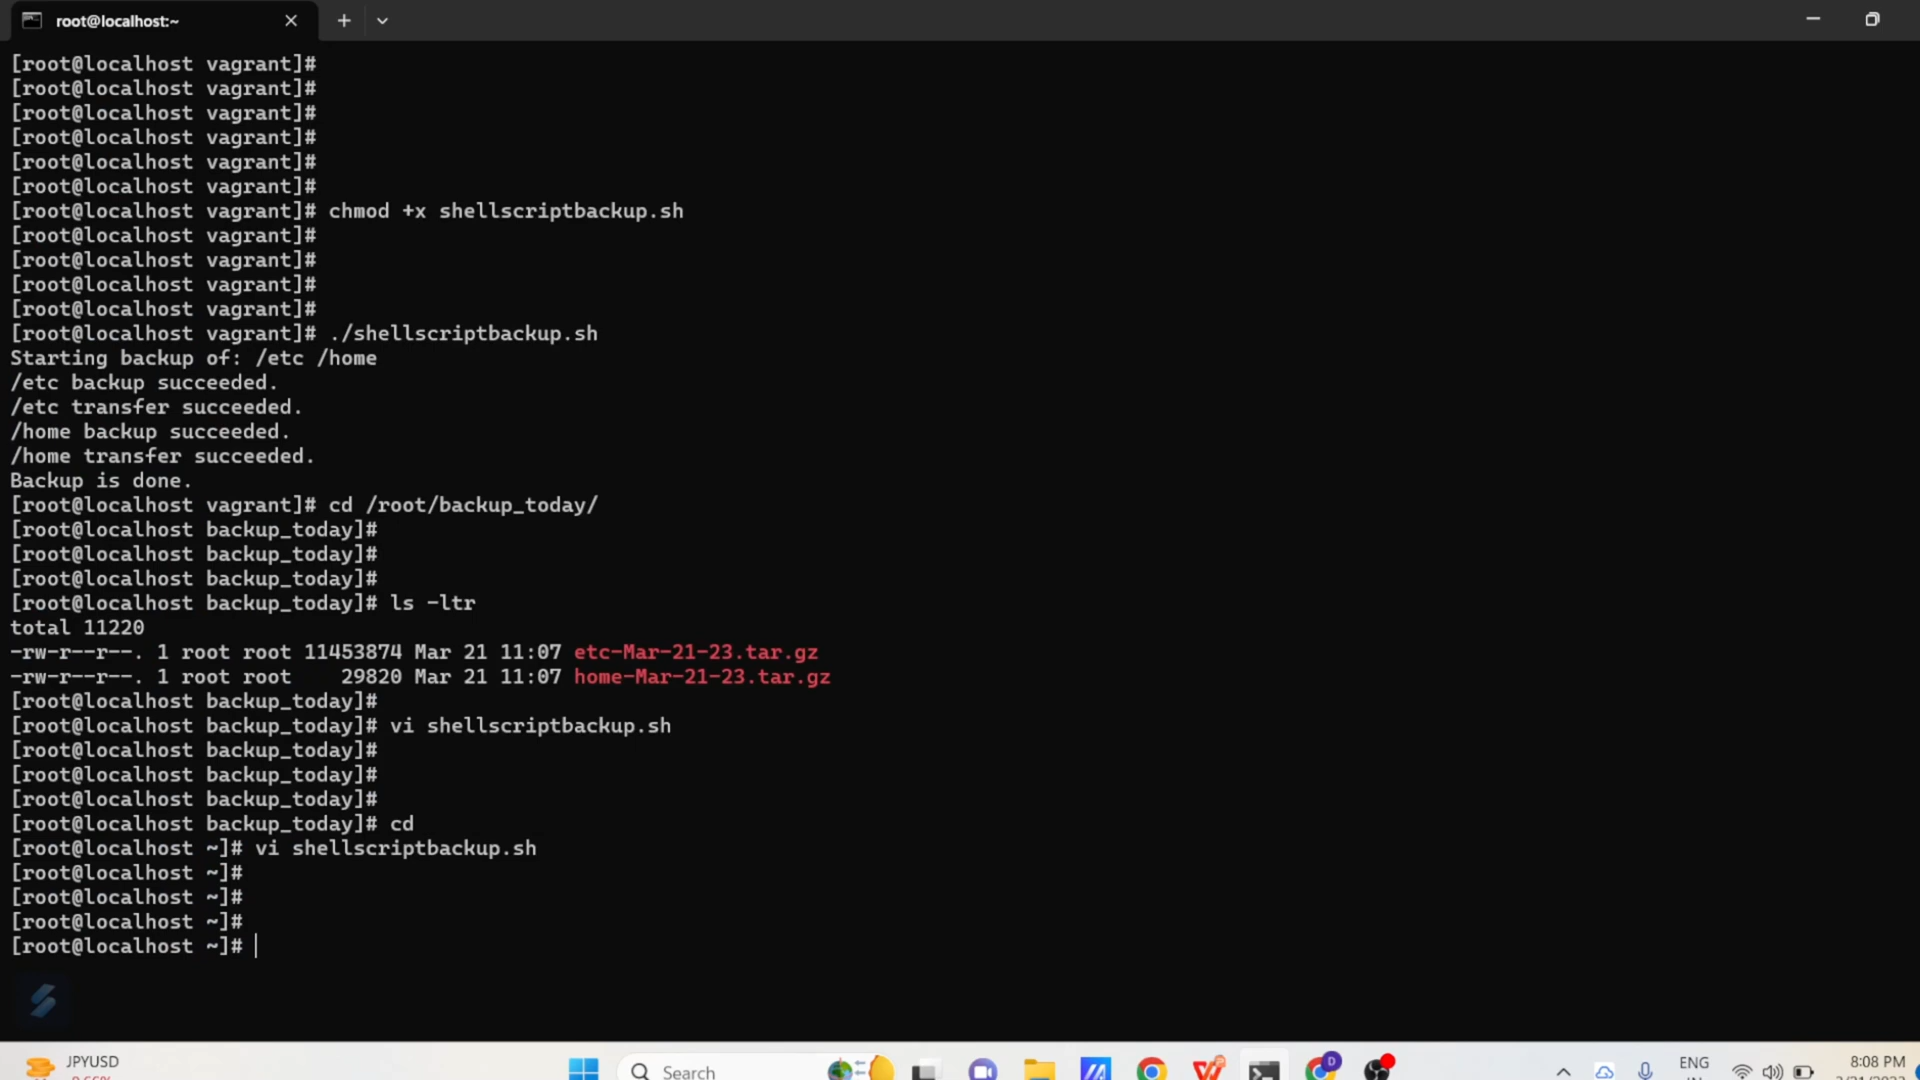 root@localhost:~
[root@localhost vagrant]#
[root@localhost vagrant]#
[root@localhost vagrant]#
[root@localhost vagrant]#
[root@localhost vagrant]#
[root@localhost vagrant]#
[root@localhost vagrant]# chmod +x shellscriptbackup.sh
[root@localhost vagrant]#
[root@localhost vagrant]#
[root@localhost vagrant]#
[root@localhost vagrant]#
[root@localhost vagrant]# ./shellscriptbackup.sh
Starting backup of: /etc /home
/etc backup succeeded.
/etc transfer succeeded.
/home backup succeeded.
/home transfer succeeded.
Backup is done.
[root@localhost vagrant]# cd /root/backup_today/
[root@localhost backup_today]#
[root@localhost backup_today]#
[root@localhost backup_today]#
[root@localhost backup_today]# ls -ltr
total 11220
-rw-r--r--. 1 root root 11453874 Mar 21 11:07 etc-Mar-21-23.tar.gz
-rw-r--r--. 1 root root    29820 Mar 21 11:07 home-Mar-21-23.tar.gz
[root@localhost backup_today]#
[root@localhost backup_today]# vi shellscriptbackup.sh
[root@localhost backup_today]#
[root@localhost backup_today]#
[root@localhost backup_today]#
[root@localhost backup_today]# cd
[root@localhost ~]# vi shellscriptbackup.sh
[root@localhost ~]#
[root@localhost ~]#
[root@localhost ~]#
[root@localhost ~]#
JPYUSD
Search
D
ENG
8:08 PM